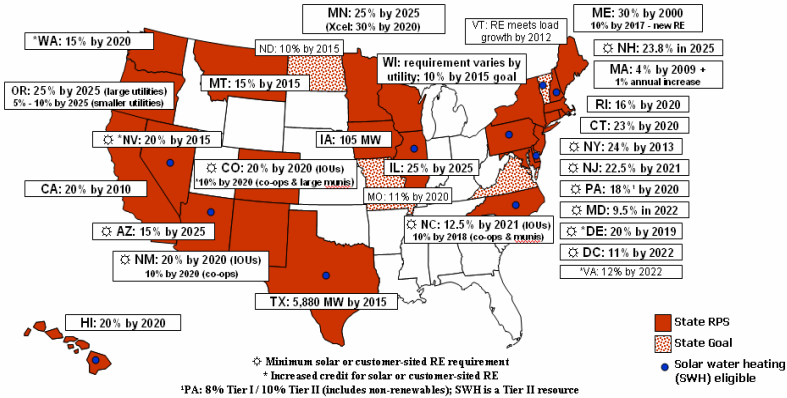 MN: 25% by 2025
(Xcel: 30% by 2020)
VT: RE meets load
growth by 2012
ME: 30% by 2000
10% by 2017 - new RE
*WA: 15% by 2020
ND: 10% by 2015
☼ NH: 23.8% in 2025
WI: requirement varies by
utility; 10% by 2015 goal
MA: 4% by 2009 +
1% annual increase
MT: 15% by 2015
OR: 25% by 2025 (large utilities)
5% - 10% by 2025 (smaller utilities)
RI: 16% by 2020
CT: 23% by 2020
☼ *NV: 20% by 2015
IA: 105 MW
☼ NY: 24% by 2013
☼ CO: 20% by 2020 (IOUs)
*10% by 2020 (co-ops & large munis)
IL: 25% by 2025
☼ NJ: 22.5% by 2021
CA: 20% by 2010
MO: 11% by 2020
☼ PA: 18%¹ by 2020
☼ NC: 12.5% by 2021 (IOUs)
10% by 2018 (co-ops & munis)
☼ MD: 9.5% in 2022
☼ AZ: 15% by 2025
☼ *DE: 20% by 2019
☼ NM: 20% by 2020 (IOUs)
10% by 2020 (co-ops)
☼ DC: 11% by 2022
*VA: 12% by 2022
TX: 5,880 MW by 2015
HI: 20% by 2020
State RPS
State Goal
Solar water heating
(SWH) eligible
☼ Minimum solar or customer-sited RE requirement
* Increased credit for solar or customer-sited RE
¹PA: 8% Tier I / 10% Tier II (includes non-renewables); SWH is a Tier II resource